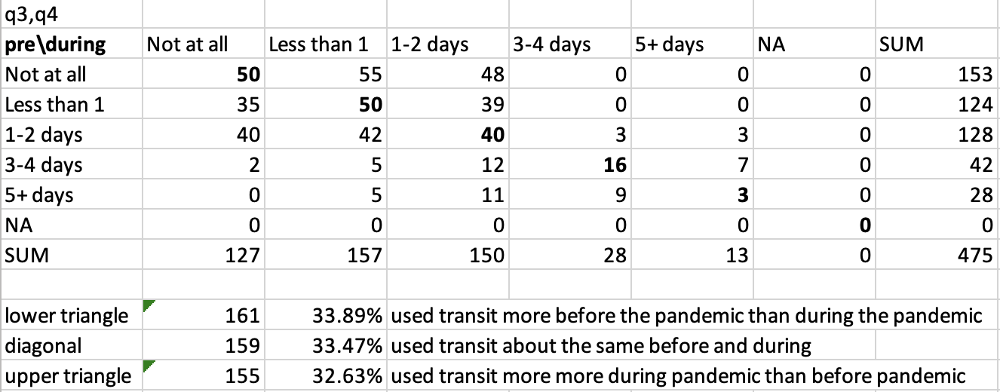 q3,q4
pre\during Not at all Less than 1 1-2 days 3-4 days 5+ days NA SUM
Not at all 50 55 48 0 0 0 153
Less than 1 35 50 39 0 0 0 124
1-2 days 40 42 40 3 3 0 128
3-4 days 2 5 12 16 7 0 42
5+ days 0 5 11 9 3 0 28
NA 0 0 0 0 0 0 0
SUM 127 157 150 28 13 0 475
lower triangle 161 33.89% used transit more before the pandemic than during the pandemic
diagonal 159 33.47% used transit about the same before and during
upper triangle 155 32.63% used transit more more during pandemic than before pandemic